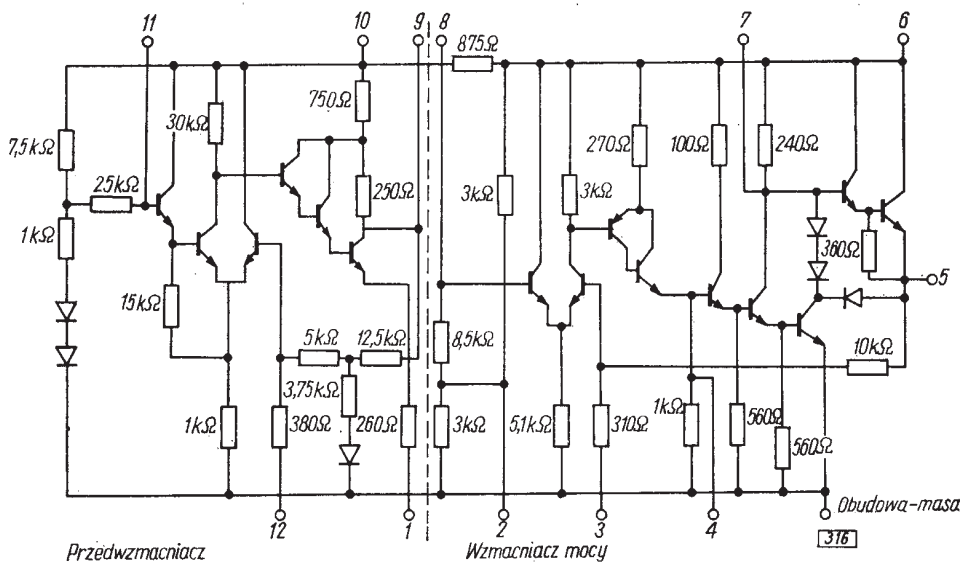 11 10 9 8 7 6
875Ω
7,5kΩ 30kΩ 750Ω 270Ω 100Ω 240Ω
25kΩ 250Ω 3kΩ 3kΩ
1kΩ 360Ω
5
15kΩ 5kΩ 12,5kΩ 8,5kΩ 10kΩ
3,75kΩ
1kΩ 380Ω 260Ω 3kΩ 5,1kΩ 310Ω 1kΩ 560Ω
560Ω
12 1 2 3 4 Obudowa-masa
Przedwzmacniacz Wzmacniacz mocy 316